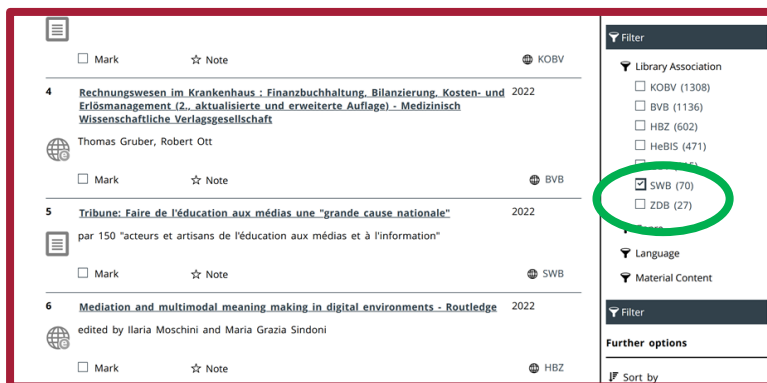 Mark
Note
KOBV
4
Rechnungswesen im Krankenhaus : Finanzbuchhaltung, Bilanzierung, Kosten- und
2022
Erlösmanagement (2., aktualisierte und erweiterte Auflage) - Medizinisch
Wissenschaftliche Verlagsgesellschaft
Thomas Gruber, Robert Ott
Mark
Note
BVB
5
Tribune: Faire de l'éducation aux médias une "grande cause nationale"
2022
par 150 "acteurs et artisans de l'éducation aux médias et à l'information"
Mark
Note
SWB
6
Mediation and multimodal meaning making in digital environments - Routledge
2022
edited by Ilaria Moschini and Maria Grazia Sindoni
Mark
Note
HBZ
Filter
Library Association
KOBV (1308)
BVB (1136)
HBZ (602)
HeBIS (471)
SWB (70)
ZDB (27)
Language
Material Content
Filter
Further options
Sort by